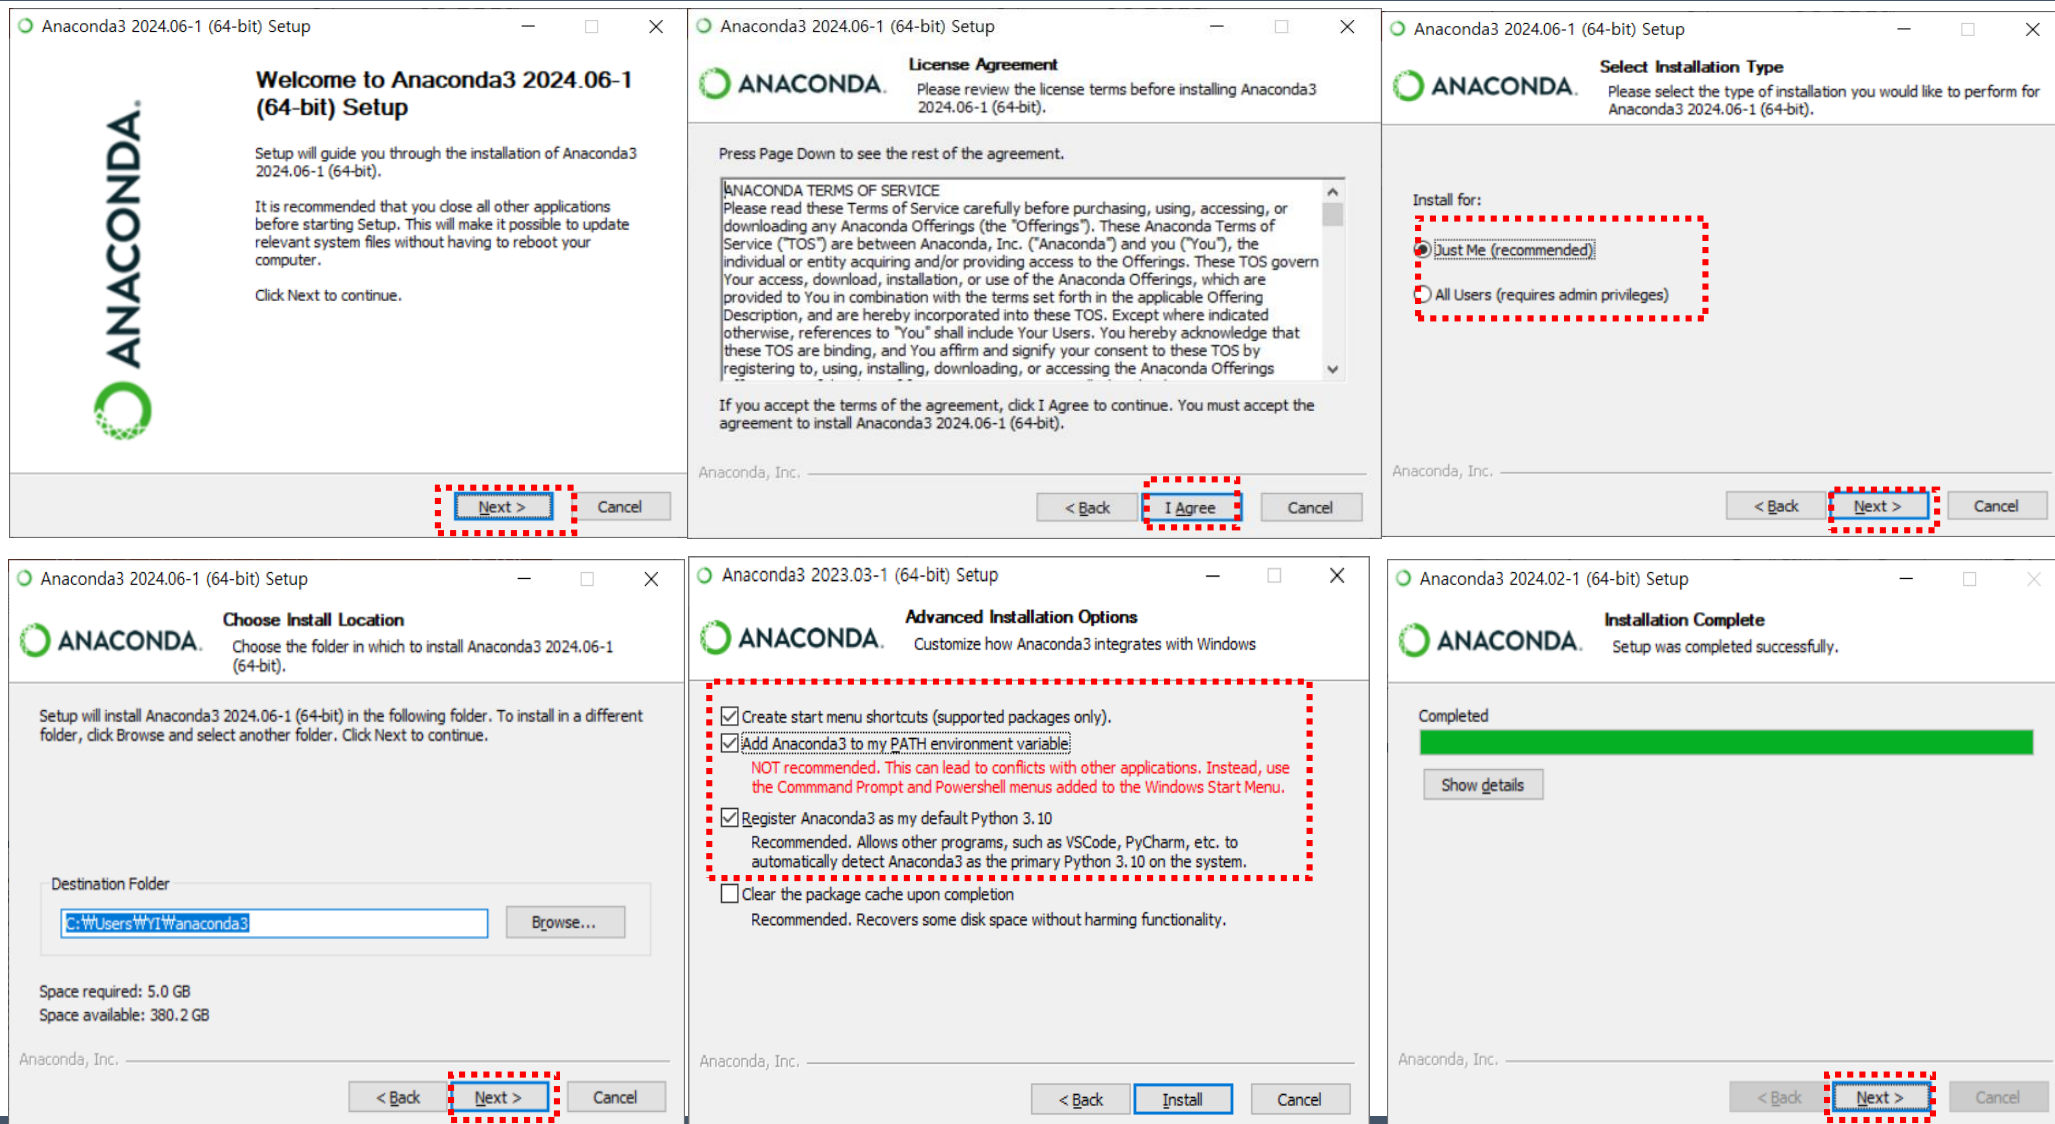 Anaconda3 2024.06-1 (64-bit) Setup
ANACONDA.
Welcome to Anaconda3 2024.06-1
(64-bit) Setup
Setup will guide you through the installation of Anaconda3
2024.06-1 (64-bit).
It is recommended that you close all other applications
before starting Setup. This will make it possible to update
relevant system files without having to reboot your
computer.
Click Next to continue.
Next >
Cancel
Anaconda3 2024.06-1 (64-bit) Setup
ANACONDA.
License Agreement
Please review the license terms before installing Anaconda3
2024.06-1 (64-bit).
Press Page Down to see the rest of the agreement.
ANACONDA TERMS OF SERVICE
Please read these Terms of Service carefully before purchasing, using, accessing, or
downloading any Anaconda Offerings (the "Offerings"). These Anaconda Terms of
Service ("TOS") are between Anaconda, Inc. ("Anaconda") and you ("You"), the
individual or entity acquiring and/or providing access to the Offerings. These TOS govern
Your access, download, installation, or use of the Anaconda Offerings, which are
provided to You in combination with the terms set forth in the applicable Offering
Description, and are hereby incorporated into these TOS. Except where indicated
otherwise, references to "You" shall include Your Users. You hereby acknowledge that
these TOS are binding, and You affirm and signify your consent to these TOS by
registering to, using, installing, downloading, or accessing the Anaconda Offerings
If you accept the terms of the agreement, click I Agree to continue. You must accept the
agreement to install Anaconda3 2024.06-1 (64-bit).
Anaconda, Inc.
< Back
I Agree
Cancel
Anaconda3 2024.06-1 (64-bit) Setup
ANACONDA.
Select Installation Type
Please select the type of installation you would like to perform for
Anaconda3 2024.06-1 (64-bit).
Install for:
Just Me (recommended)
All Users (requires admin privileges)
Anaconda, Inc.
< Back
Next >
Cancel
Anaconda3 2024.06-1 (64-bit) Setup
ANACONDA.
Choose Install Location
Choose the folder in which to install Anaconda3 2024.06-1
(64-bit).
Setup will install Anaconda3 2024.06-1 (64-bit) in the following folder. To install in a different
folder, click Browse and select another folder. Click Next to continue.
Destination Folder
C:₩Users₩YI₩anaconda3
Browse...
Space required: 5.0 GB
Space available: 380.2 GB
Anaconda, Inc.
< Back
Next >
Cancel
Anaconda3 2023.03-1 (64-bit) Setup
ANACONDA.
Advanced Installation Options
Customize how Anaconda3 integrates with Windows
Create start menu shortcuts (supported packages only).
Add Anaconda3 to my PATH environment variable
NOT recommended. This can lead to conflicts with other applications. Instead, use
the Commmand Prompt and Powershell menus added to the Windows Start Menu.
Register Anaconda3 as my default Python 3.10
Recommended. Allows other programs, such as VSCode, PyCharm, etc. to
automatically detect Anaconda3 as the primary Python 3.10 on the system.
Clear the package cache upon completion
Recommended. Recovers some disk space without harming functionality.
Anaconda, Inc.
< Back
Install
Cancel
Anaconda3 2024.02-1 (64-bit) Setup
ANACONDA.
Installation Complete
Setup was completed successfully.
Completed
Show details
Anaconda, Inc.
< Back
Next >
Cancel